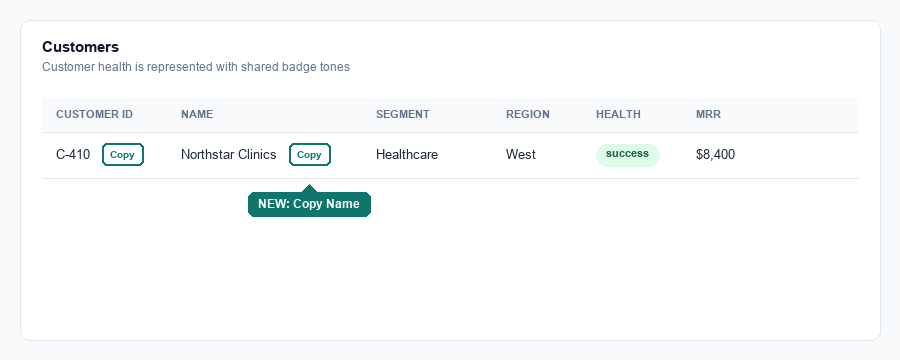 Customers
Customer health is represented with shared badge tones
CUSTOMER ID NAME SEGMENT REGION HEALTH MRR
C-410 Copy Northstar Clinics Copy Healthcare West success $8,400
NEW: Copy Name